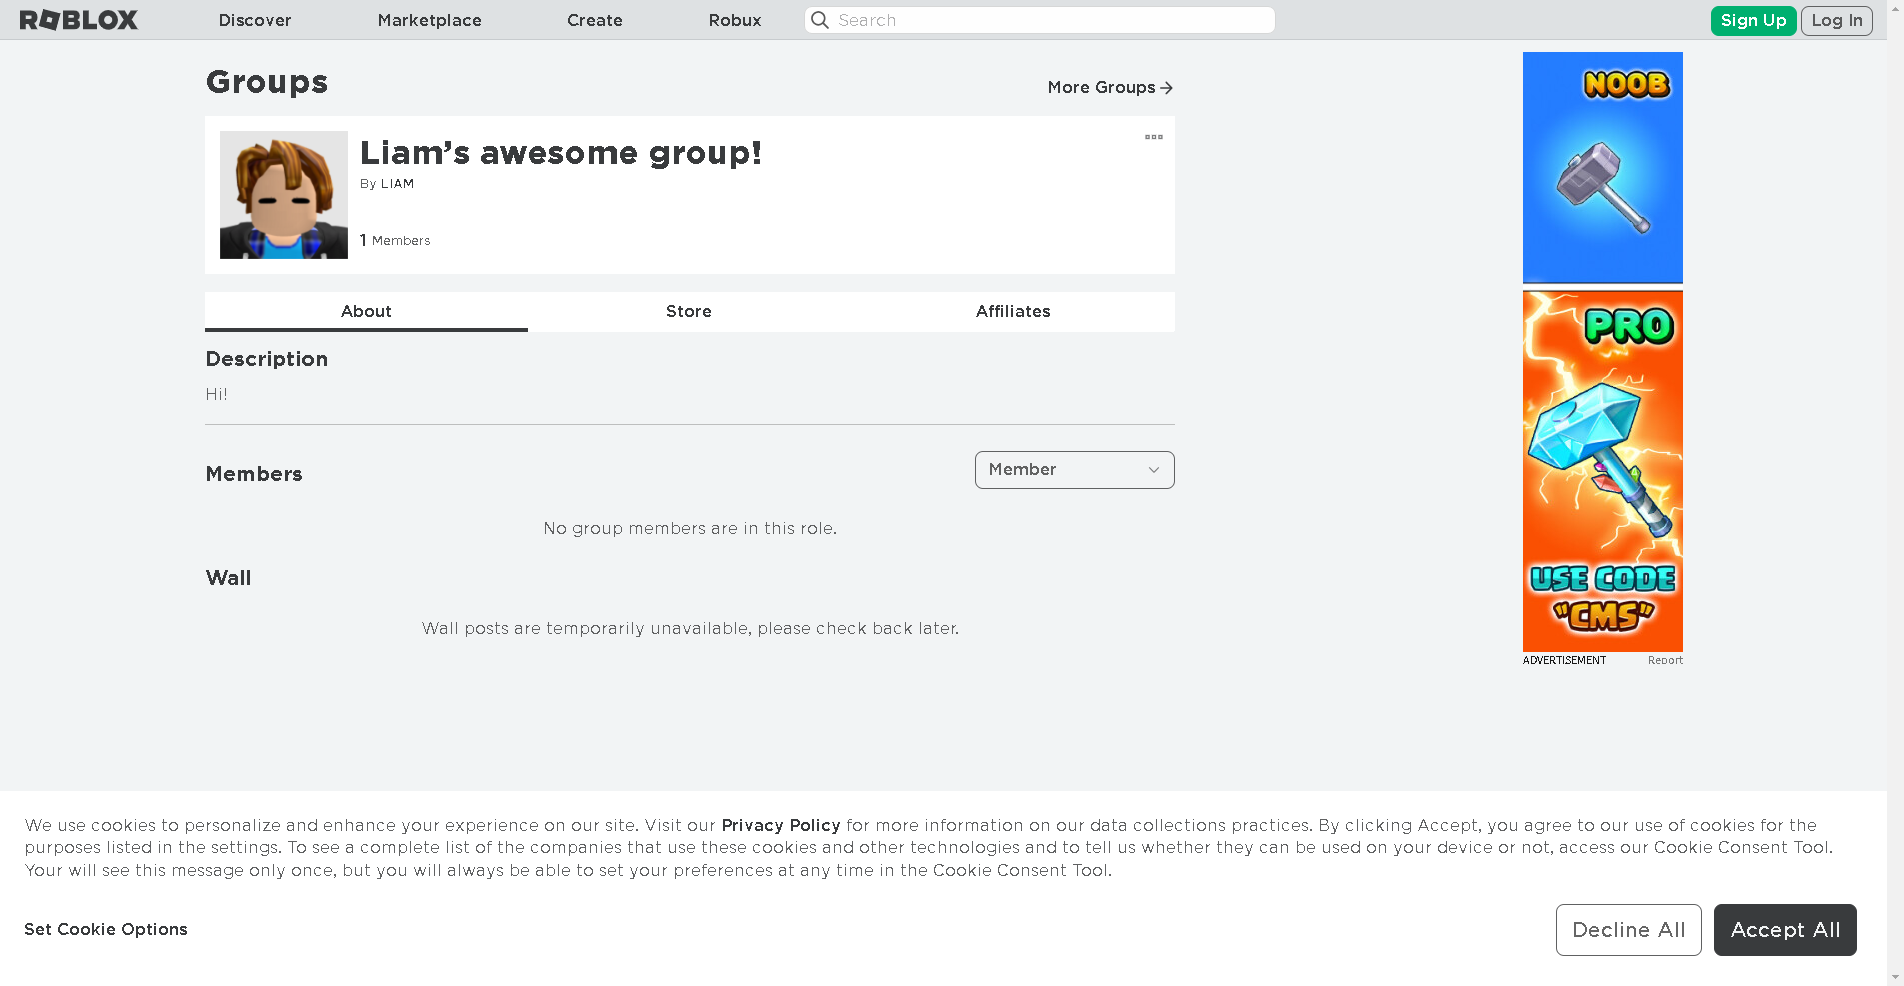 ROBLOX
Discover
Marketplace
Create
Robux
Search
Sign Up
Log In
Groups
More Groups
Liam's awesome group!
By LIAM
1 Members
About
Store
Affiliates
Description
Hi!
Members
Member
No group members are in this role.
Wall
Wall posts are temporarily unavailable, please check back later.
NOOB
PRO
USE CODE
"CMS"
ADVERTISEMENT
Report
We use cookies to personalize and enhance your experience on our site. Visit our Privacy Policy for more information on our data collections practices. By clicking Accept, you agree to our use of cookies for the
purposes listed in the settings. To see a complete list of the companies that use these cookies and other technologies and to tell us whether they can be used on your device or not, access our Cookie Consent Tool.
Your will see this message only once, but you will always be able to set your preferences at any time in the Cookie Consent Tool.
Set Cookie Options
Decline All
Accept All